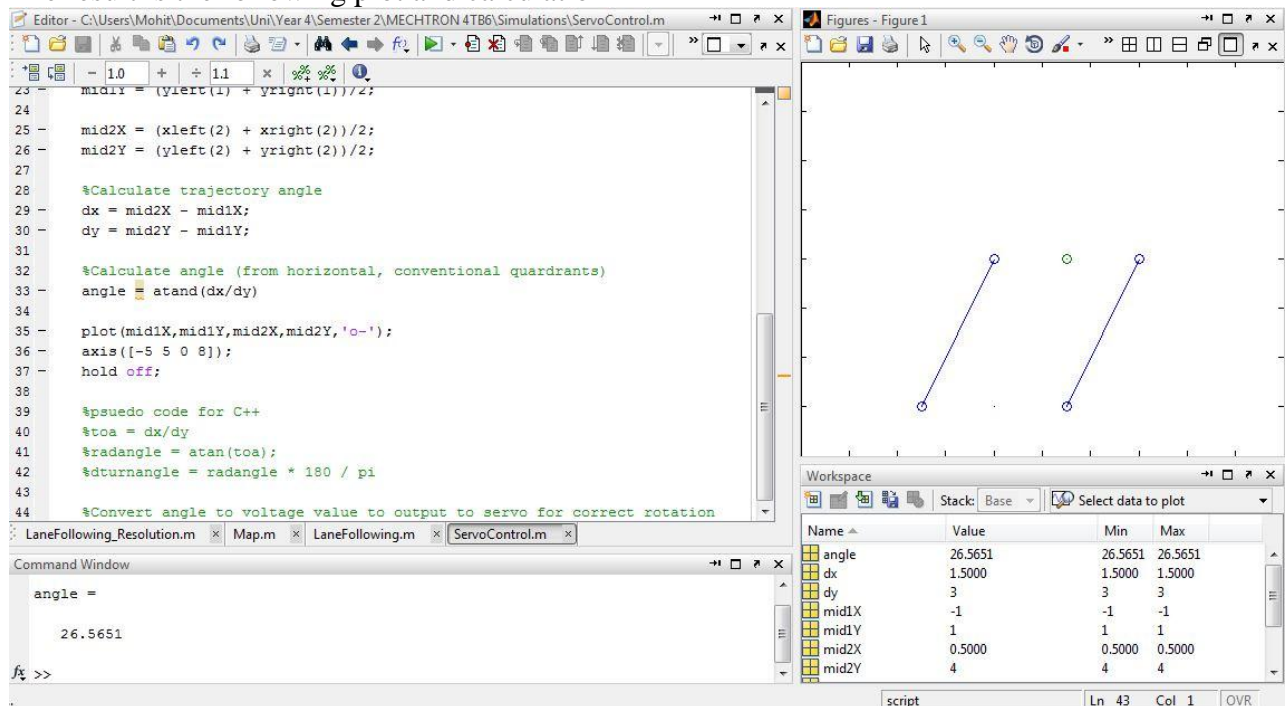 Editor - C:\Users\Mohit\Documents\Uni\Year 4\Semester 2\MECHTRON 4TB6\Simulations\ServoControl.m
- 1.0 + ÷ 1.1 ×
23 - mid1Y = (yleft(1) + yright(1))/2;
24
25 - mid2X = (xleft(2) + xright(2))/2;
26 - mid2Y = (yleft(2) + yright(2))/2;
27
28 %Calculate trajectory angle
29 - dx = mid2X - mid1X;
30 - dy = mid2Y - mid1Y;
31
32 %Calculate angle (from horizontal, conventional quardrants)
33 - angle = atand(dx/dy)
34
35 - plot(mid1X,mid1Y,mid2X,mid2Y,'o-');
36 - axis([-5 5 0 8]);
37 - hold off;
38
39 %psuedo code for C++
40 %toa = dx/dy
41 %radangle = atan(toa);
42 %dturnangle = radangle * 180 / pi
43
44 %Convert angle to voltage value to output to servo for correct rotation
LaneFollowing_Resolution.m × Map.m × LaneFollowing.m × ServoControl.m ×
Command Window
angle =
26.5651
fx >>
Figures - Figure 1
Workspace
Stack: Base Select data to plot
Name Value Min Max
angle 26.5651 26.5651 26.5651
dx 1.5000 1.5000 1.5000
dy 3 3 3
mid1X -1 -1 -1
mid1Y 1 1 1
mid2X 0.5000 0.5000 0.5000
mid2Y 4 4 4
script Ln 43 Col 1 OVR